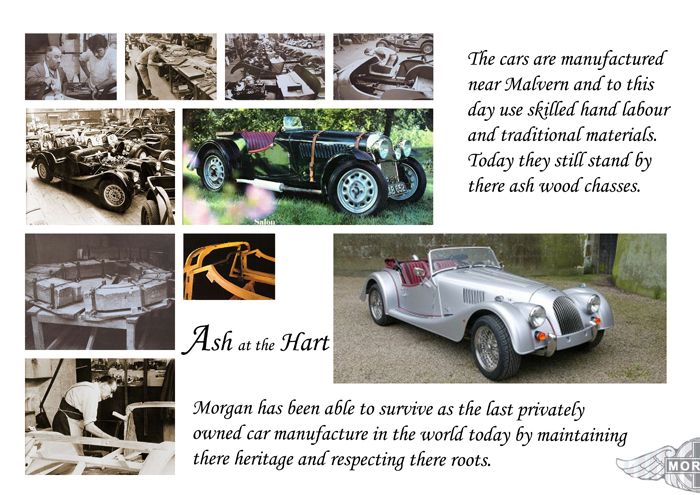 The cars are manufactured
near Malvern and to this
day use skilled hand labour
and traditional materials.
Today they still stand by
there ash wood chasses.
Salon
Ash at the Hart
Morgan has been able to survive as the last privately
owned car manufacture in the world today by maintaining
there heritage and respecting there roots.
MOR